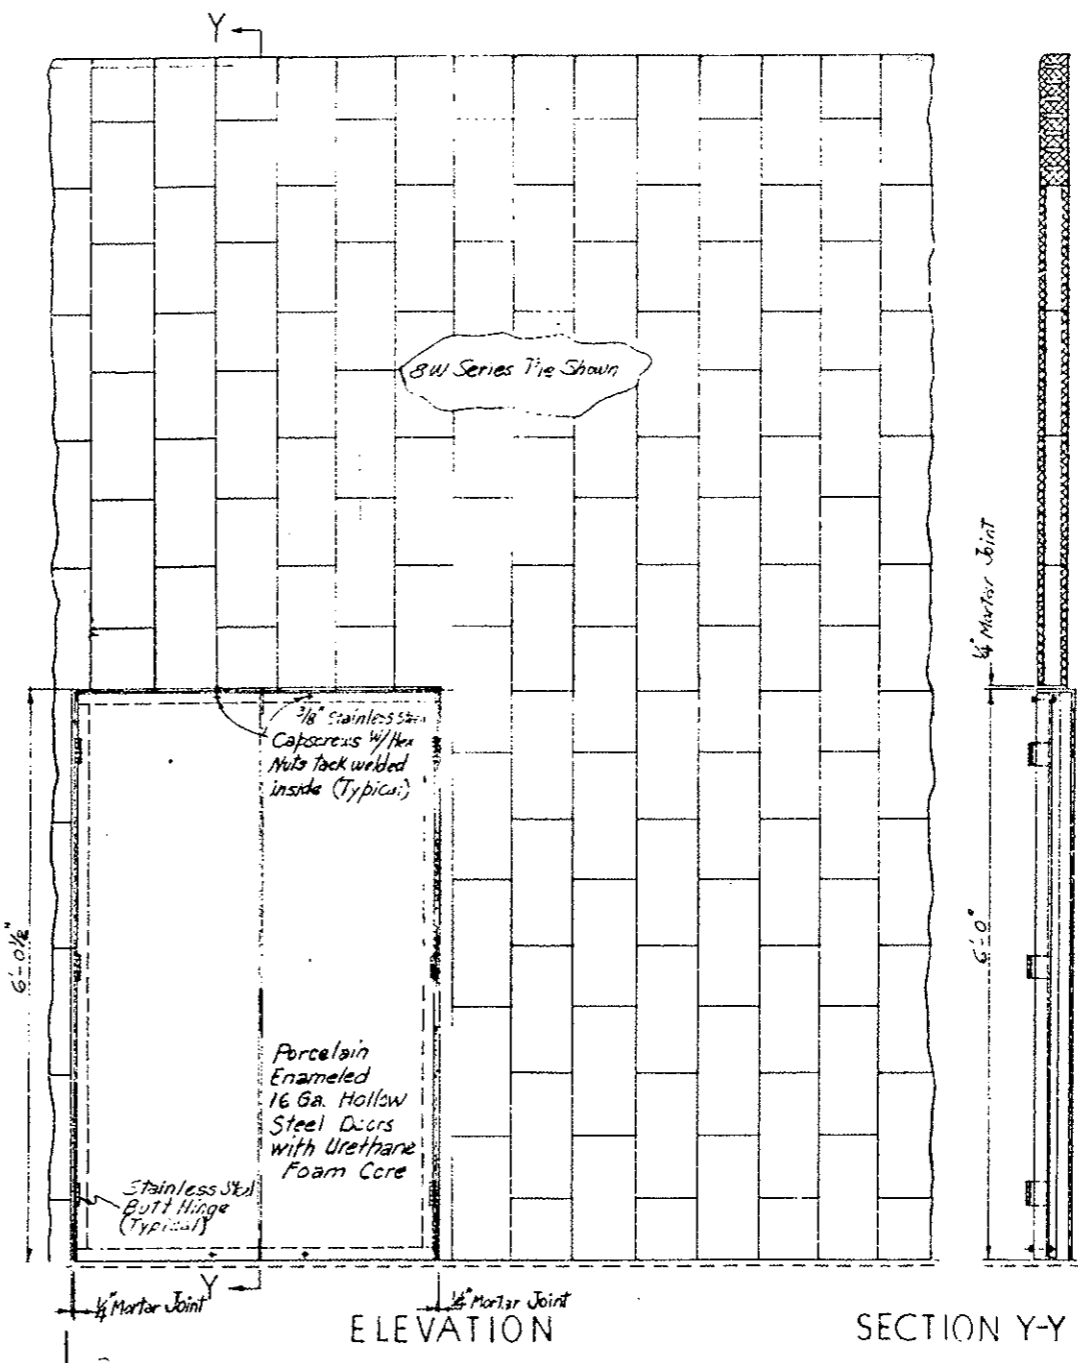 Y
8W Series Tile Shown
3/8" Stainless Steel
Capscrews W/Hex
Nuts tack welded
inside (Typical)
1/4" Mortar Joint
6'-0 1/8"
6'-0"
Porcelain
Enameled
16 Ga. Hollow
Steel Doors
with Urethane
Foam Core
Stainless Steel
Butt Hinge
(Typical)
Y
1/4" Mortar Joint
1/4" Mortar Joint
ELEVATION
SECTION Y-Y